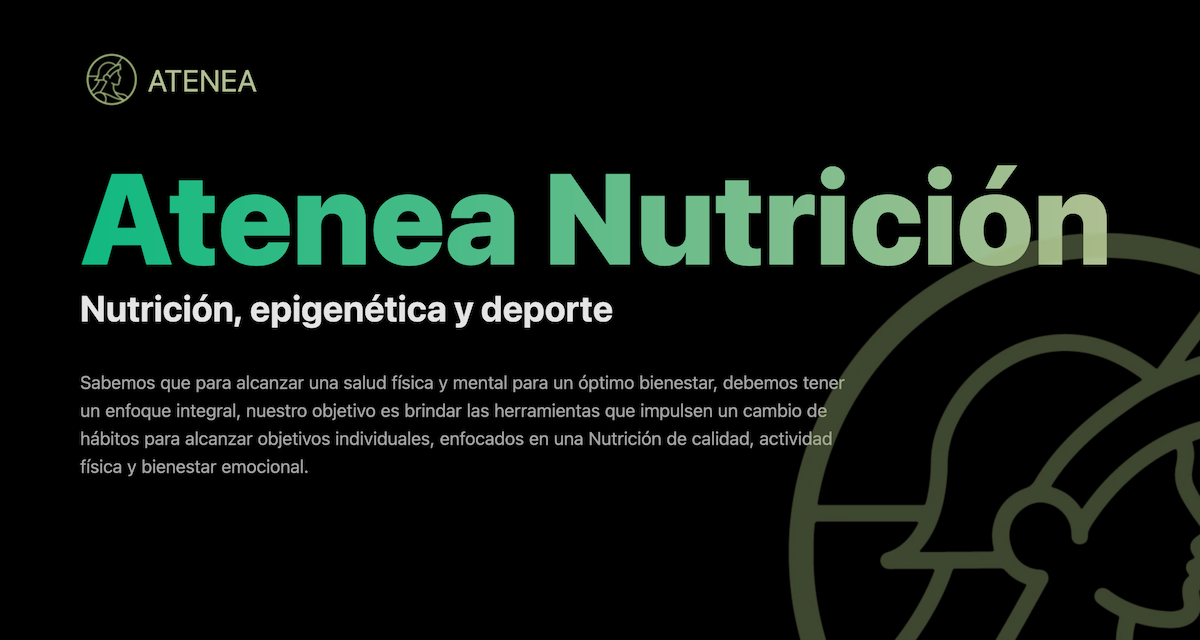 ATENEA
Atenea Nutrición
Nutrición, epigenética y deporte
Sabemos que para alcanzar una salud física y mental para un óptimo bienestar, debemos tener
un enfoque integral, nuestro objetivo es brindar las herramientas que impulsen un cambio de
hábitos para alcanzar objetivos individuales, enfocados en una Nutrición de calidad, actividad
física y bienestar emocional.